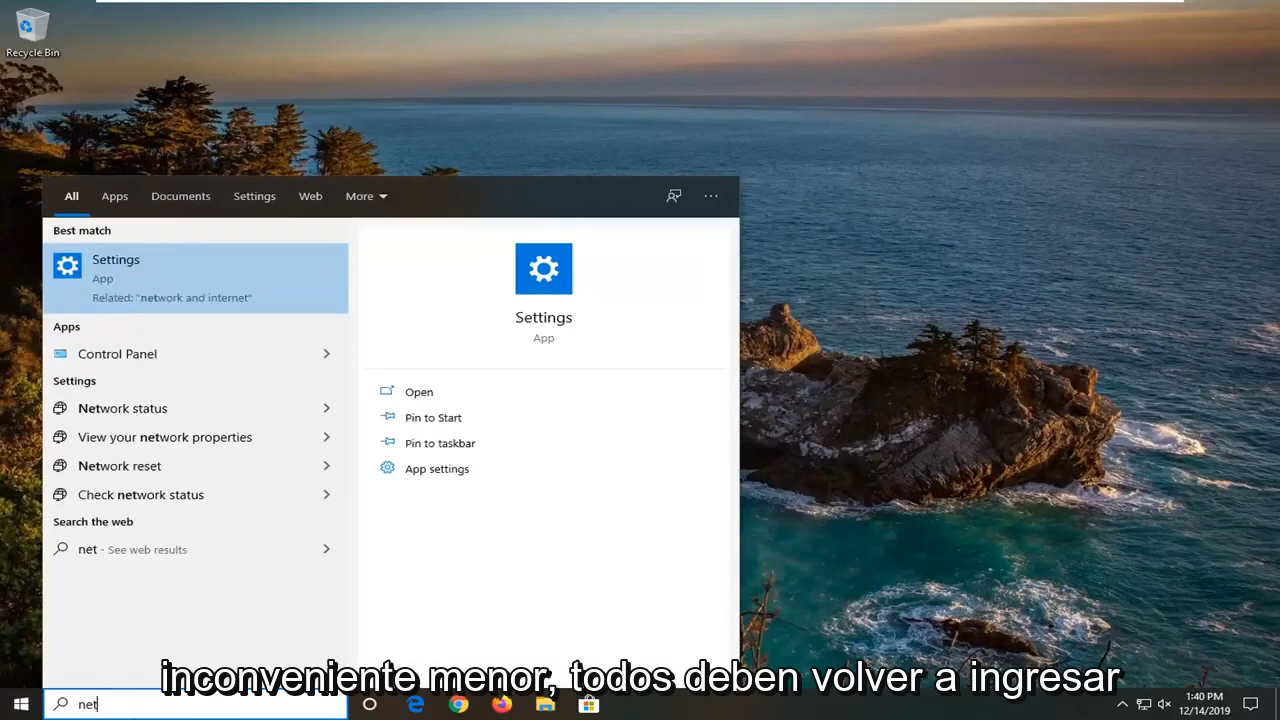 Recycle Bin
All Apps Documents Settings Web More
Best match
Settings
App
Related: "network and internet"
Apps
Control Panel
Settings
Network status
View your network properties
Network reset
Check network status
Search the web
net - See web results
Settings
App
Open
Pin to Start
Pin to taskbar
App settings
inconveniente menor, todos deben volver a ingresar
net
1:40 PM
12/14/2019